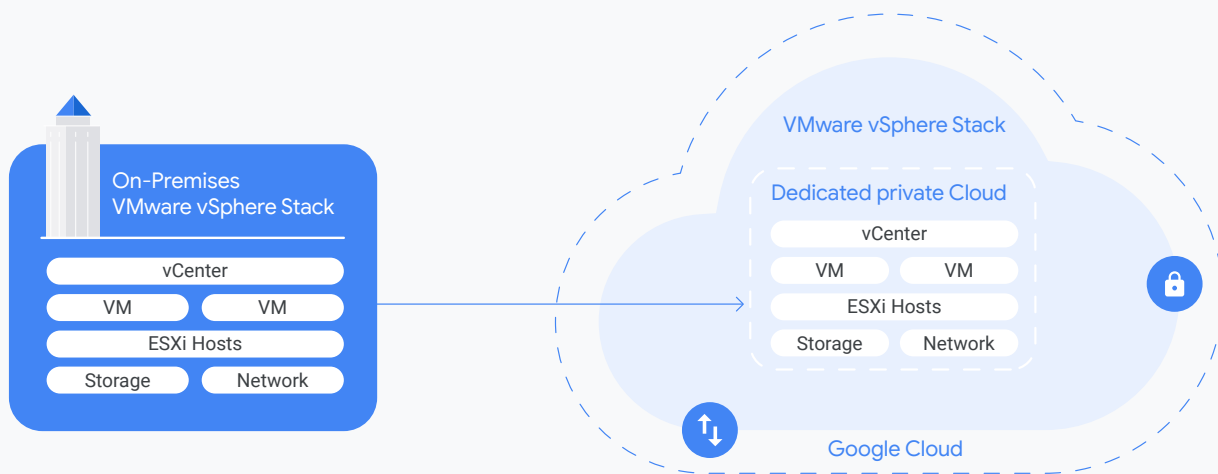 On-Premises
VMware vSphere Stack
vCenter
VM
VM
ESXi Hosts
Storage
Network
VMware vSphere Stack
Dedicated private Cloud
vCenter
VM
VM
ESXi Hosts
Storage
Network
Google Cloud